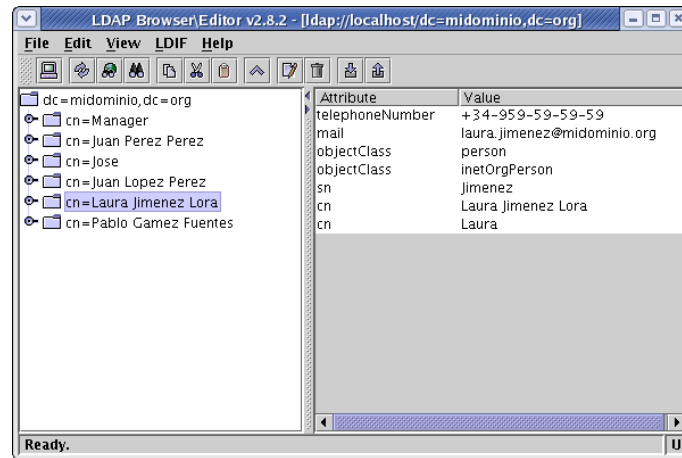 LDAP Browser\Editor v2.8.2 - [ldap://localhost/dc=midominio,dc=org]
File Edit View LDIF Help
dc=midominio,dc=org
cn=Manager
cn=Juan Perez Perez
cn=Jose
cn=Juan Lopez Perez
cn=Laura Jimenez Lora
cn=Pablo Gamez Fuentes
Attribute Value
telephoneNumber +34-959-59-59-59
mail laura.jimenez@midominio.org
objectClass person
objectClass inetOrgPerson
sn Jimenez
cn Laura Jimenez Lora
cn Laura
Ready. U